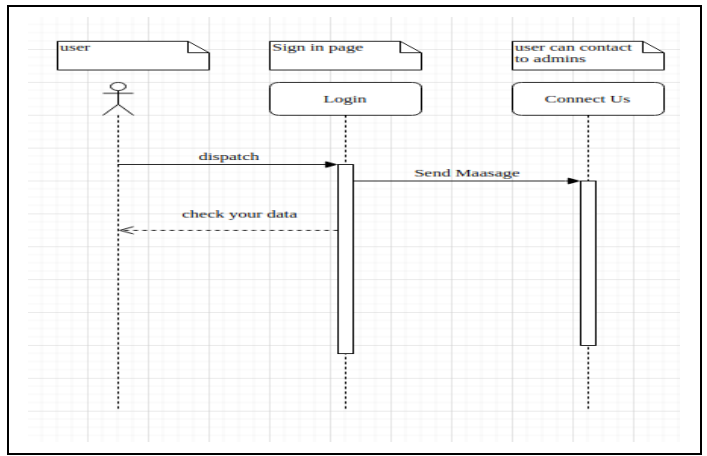 user
Sign in page
user can contact
to admins
Login
Connect Us
dispatch
Send Maasage
check your data